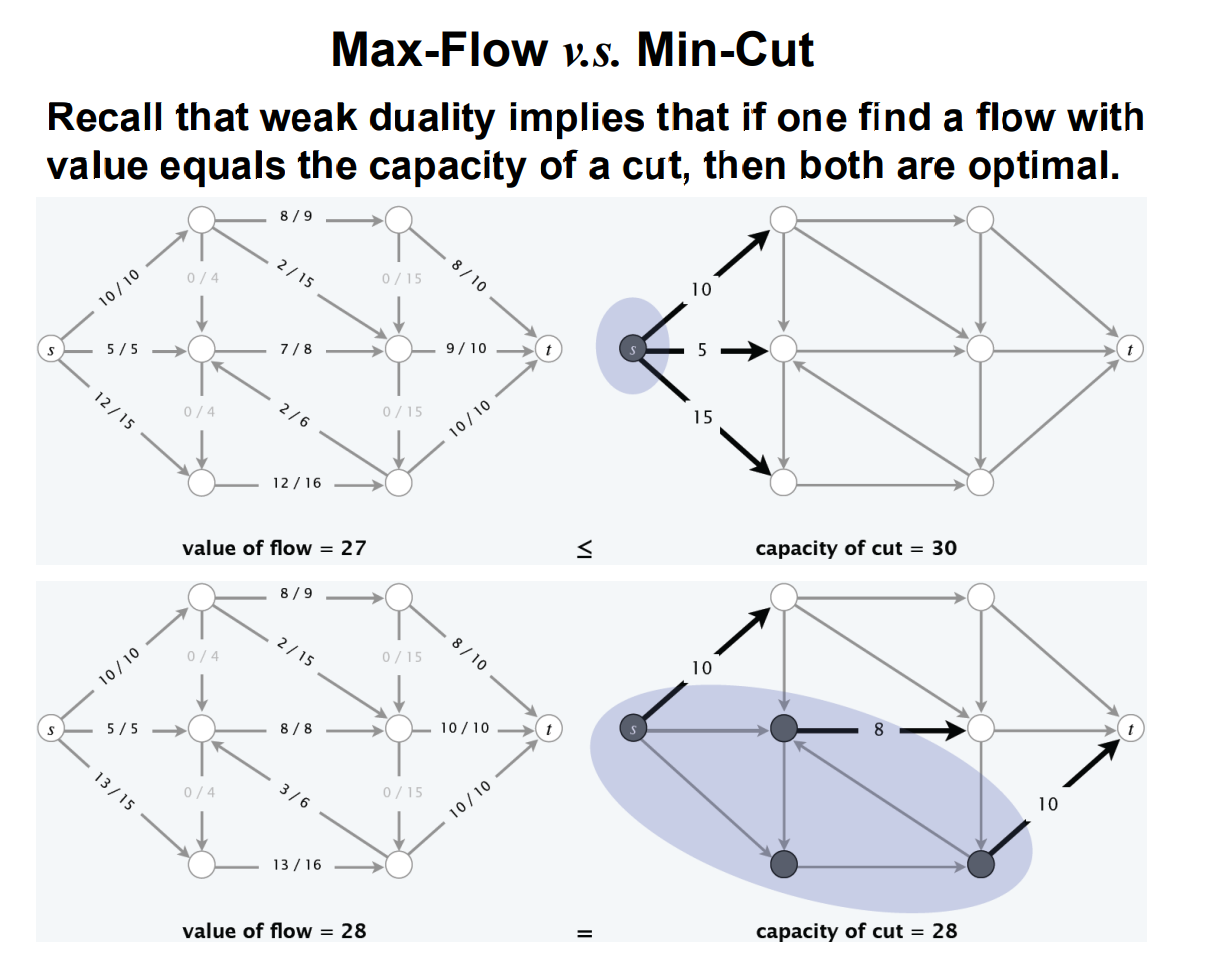 Max-Flow v.s. Min-Cut
Recall that weak duality implies that if one find a flow with
value equals the capacity of a cut, then both are optimal.
8 / 9
10 / 10
0 / 4
2 / 15
0 / 15
8 / 10
s
5 / 5
7 / 8
9 / 10
t
12 / 15
0 / 4
2 / 6
0 / 15
10 / 10
12 / 16
value of flow = 27
≤
10
s
5
t
15
capacity of cut = 30
8 / 9
10 / 10
0 / 4
2 / 15
0 / 15
8 / 10
s
5 / 5
8 / 8
10 / 10
t
13 / 15
0 / 4
3 / 6
0 / 15
10 / 10
13 / 16
value of flow = 28
=
10
s
8
t
10
capacity of cut = 28